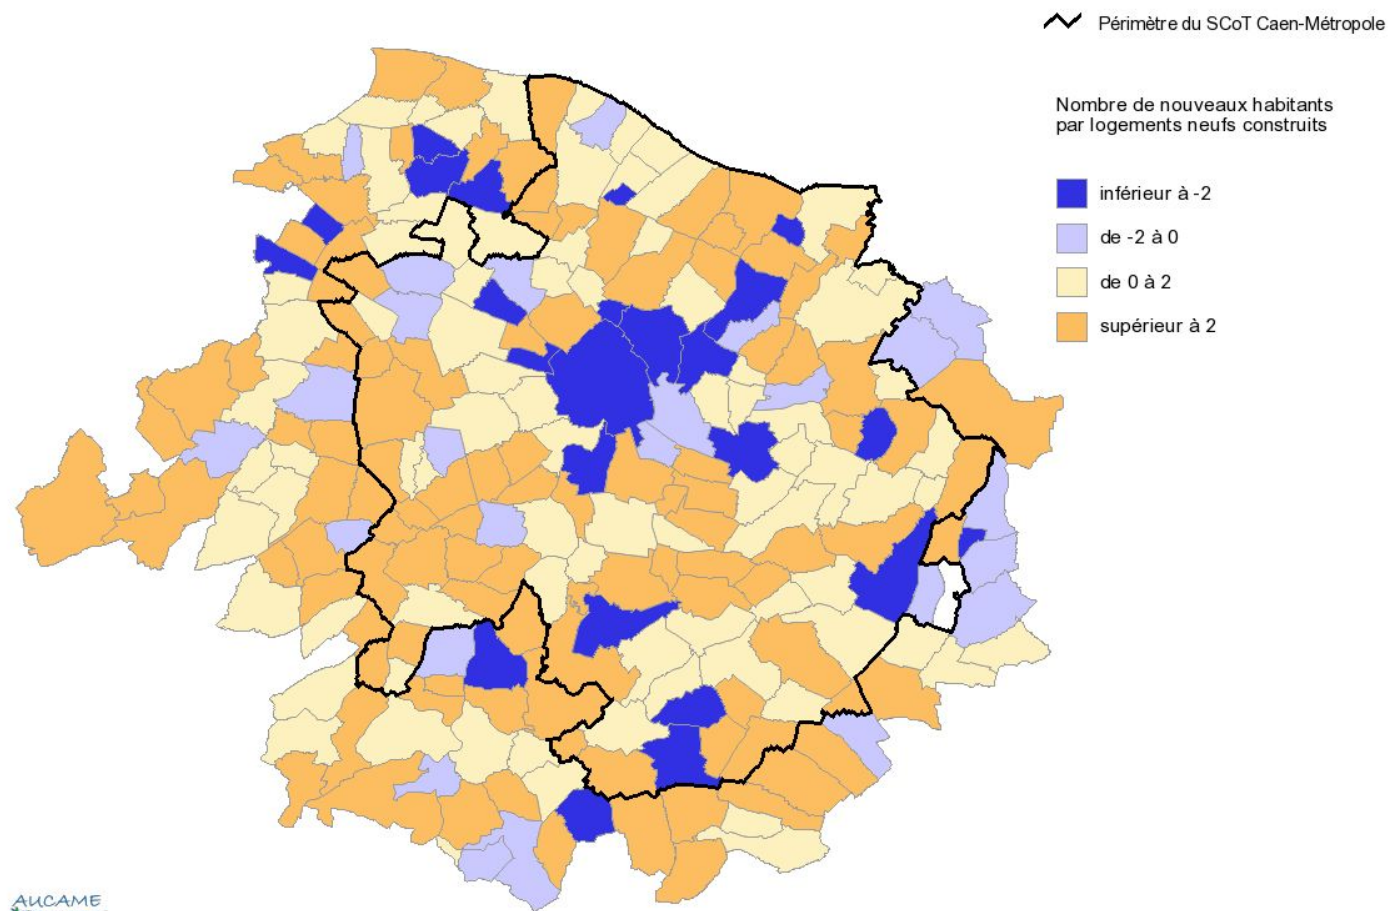 Périmètre du SCoT Caen-Métropole
Nombre de nouveaux habitants
par logements neufs construits
inférieur à -2
de -2 à 0
de 0 à 2
supérieur à 2
AUCAME